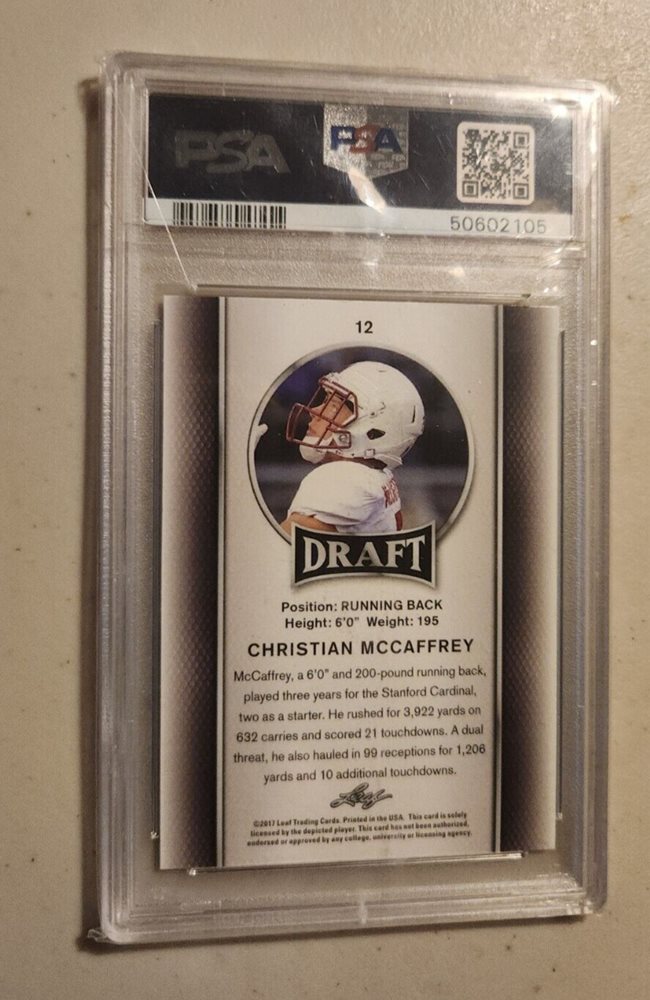 PSA PSA
50602105
12
DRAFT
Position: RUNNING BACK
Height: 6'0" Weight: 195
CHRISTIAN MCCAFFREY
McCaffrey, a 6'0" and 200-pound running back,
played three years for the Stanford Cardinal,
two as a starter. He rushed for 3,922 yards on
632 carries and scored 21 touchdowns. A dual
threat, he also hauled in 99 receptions for 1,206
yards and 10 additional touchdowns.
Leaf
©2017 Leaf Trading Cards. Printed in the USA. This card is solely
licensed by the depicted player. This card has not been authorized,
endorsed or approved by any college, university or licensing agency.